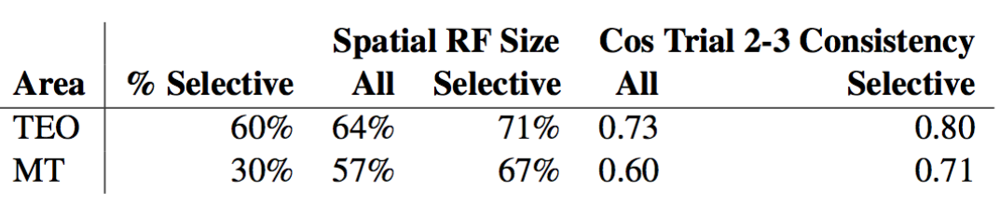 Spatial RF Size Cos Trial 2-3 Consistency
Area % Selective All Selective All Selective
TEO 60% 64% 71% 0.73 0.80
MT 30% 57% 67% 0.60 0.71